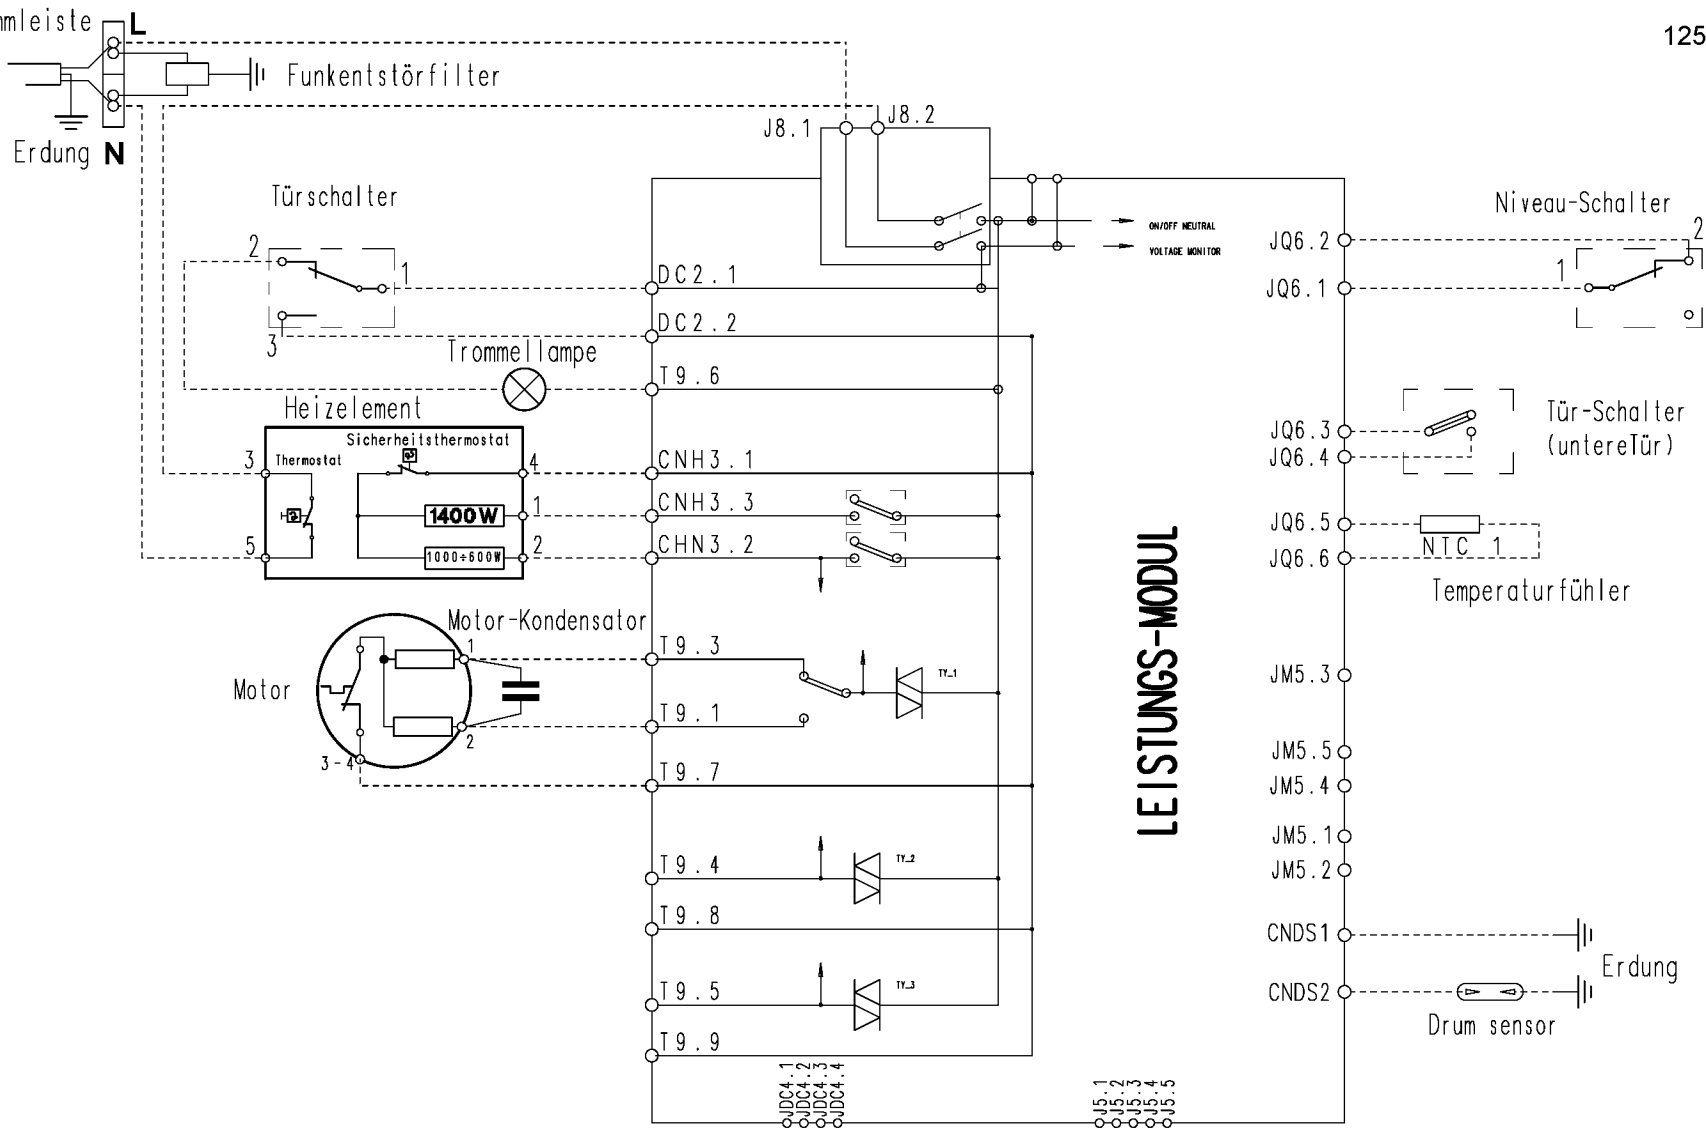 mmleiste L
125
Funkentstörfilter
Erdung N
J8.1
J8.2
Türschalter
2
1
3
ON/OFF NEUTRAL
VOLTAGE MONITOR
Niveau-Schalter
2
1
JQ6.2
JQ6.1
DC2.1
DC2.2
Trommellampe
T9.6
Heizelement
Sicherheitsthermostat
Thermostat
3
5
4
1
2
1400W
1000÷600W
CNH3.1
CNH3.3
CHN3.2
JQ6.3
JQ6.4
Tür-Schalter
(untereTür)
JQ6.5
JQ6.6
NTC 1
Temperaturfühler
LEISTUNGS-MODUL
Motor-Kondensator
Motor
1
2
3-4
T9.3
TY_1
T9.1
T9.7
JM5.3
JM5.5
JM5.4
JM5.1
JM5.2
T9.4
TY_2
T9.8
T9.5
TY_3
T9.9
CNDS1
CNDS2
Erdung
Drum sensor
JDC4.1
JDC4.2
JDC4.3
JDC4.4
J5.1
J5.2
J5.3
J5.4
J5.5